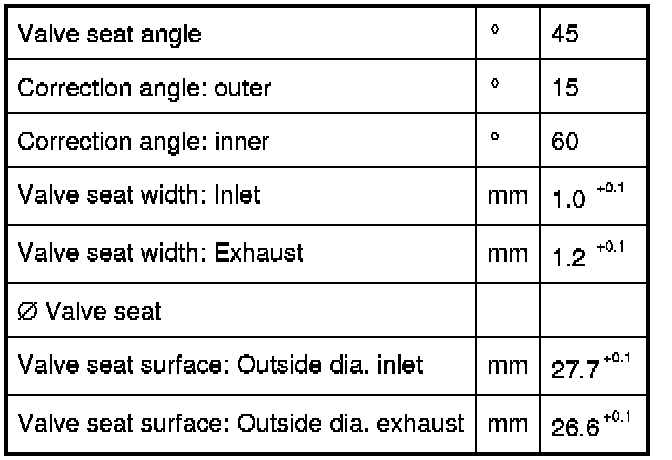 Valve seat angle ° 45
Correction angle: outer ° 15
Correction angle: inner ° 60
Valve seat width: Inlet mm 1.0 +0.1
Valve seat width: Exhaust mm 1.2 +0.1
Ø Valve seat
Valve seat surface: Outside dia. inlet mm 27.7 +0.1
Valve seat surface: Outside dia. exhaust mm 26.6 +0.1